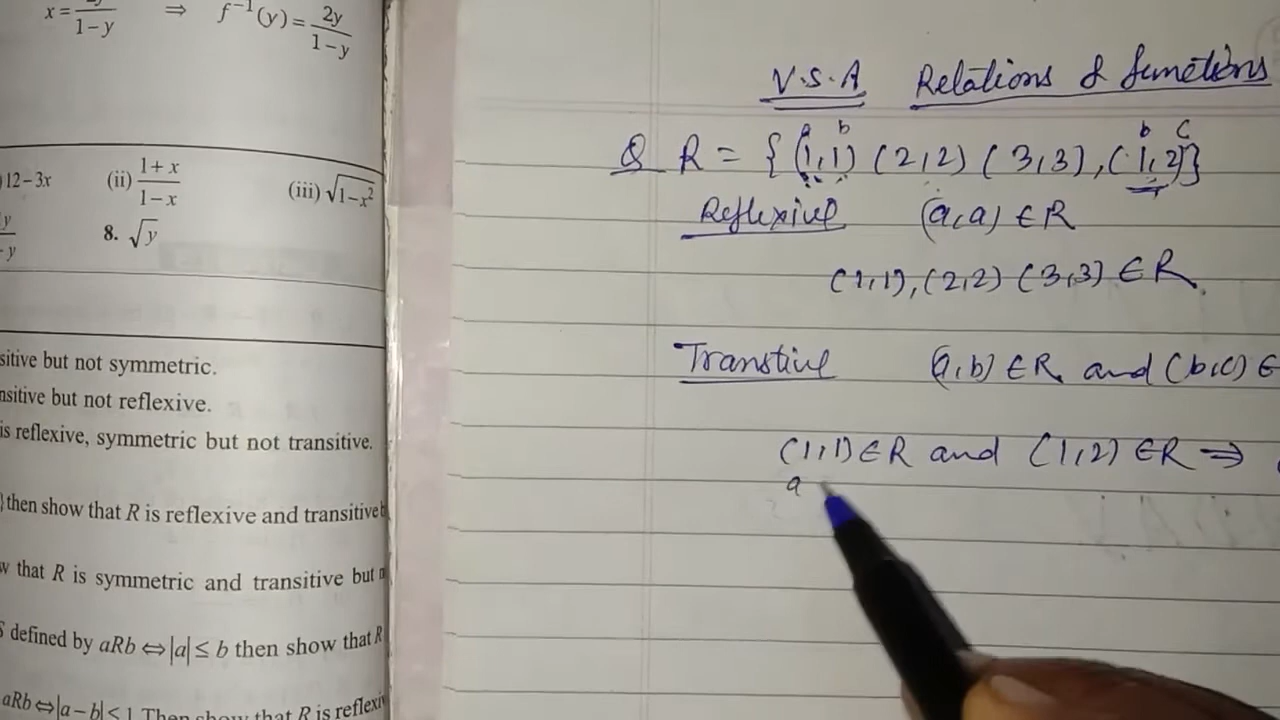 x = /1−y ⇒ f⁻¹(y) = 2y/1−y
12−3x (ii) 1+x/1−x (iii) √1−x²
8. √y
sitive but not symmetric.
nsitive but not reflexive.
is reflexive, symmetric but not transitive.
} then show that R is reflexive and transitive b
w that R is symmetric and transitive but n
S defined by aRb ⇔ |a| ≤ b then show that R
aRb ⇔ |a − b| ≤ 1 Then show that R is reflexiv
V.S.A Relations & functions
a b b c
Q R = { (1,1) (2,2) (3,3), (1,2) }
Reflexive (a,a) ∈ R
(1,1), (2,2) (3,3) ∈ R.
Transtive (a,b) ∈ R and (b,c) ∈
(1,1) ∈ R and (1,2) ∈ R ⇒
a